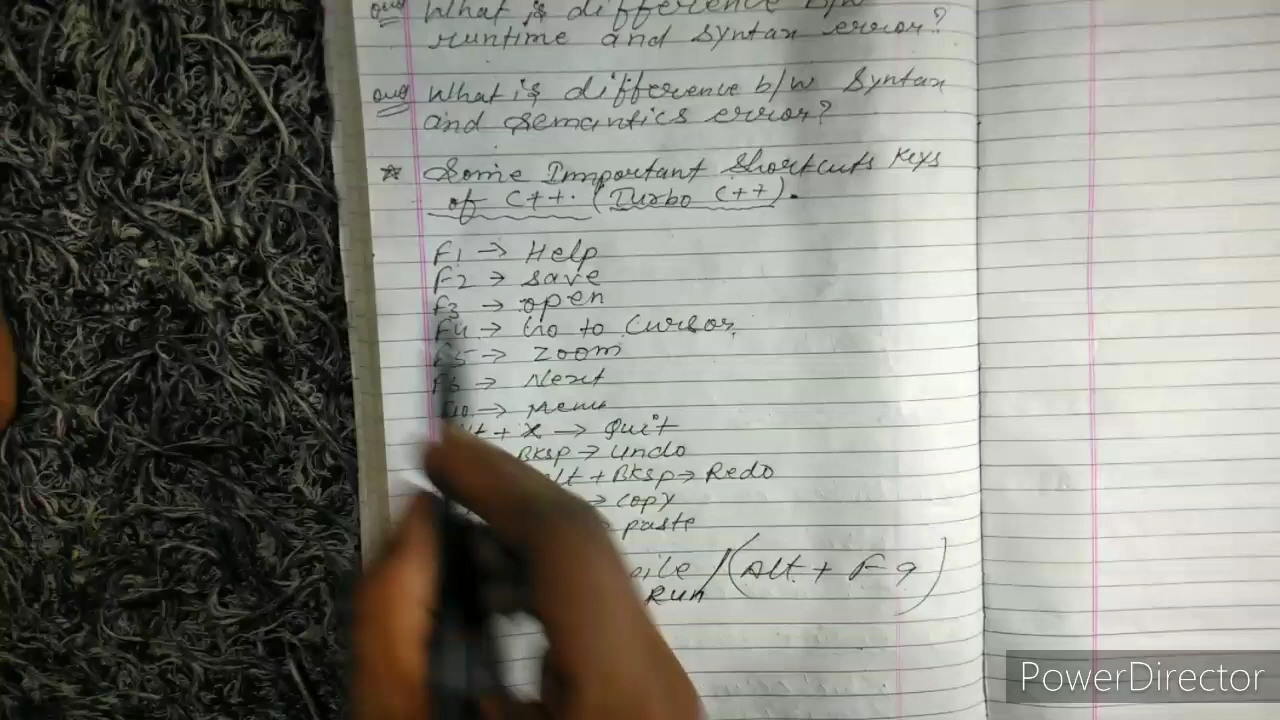 Que What is difference b/w
runtime and Syntax error?
Que What is difference b/w Syntax
and Semantics error?
☆ Some Important Shortcuts Keys
of C++. (Turbo C++).
F1 → Help
F2 → Save
F3 → open
F4 → Go to Cursor.
F5 → Zoom
F6 → Next
F10 → Menu
+ X → Quit
BKSP → Undo
+ BKSP → Redo
→ copy
paste
/ (Alt + F9)
Run
PowerDirector